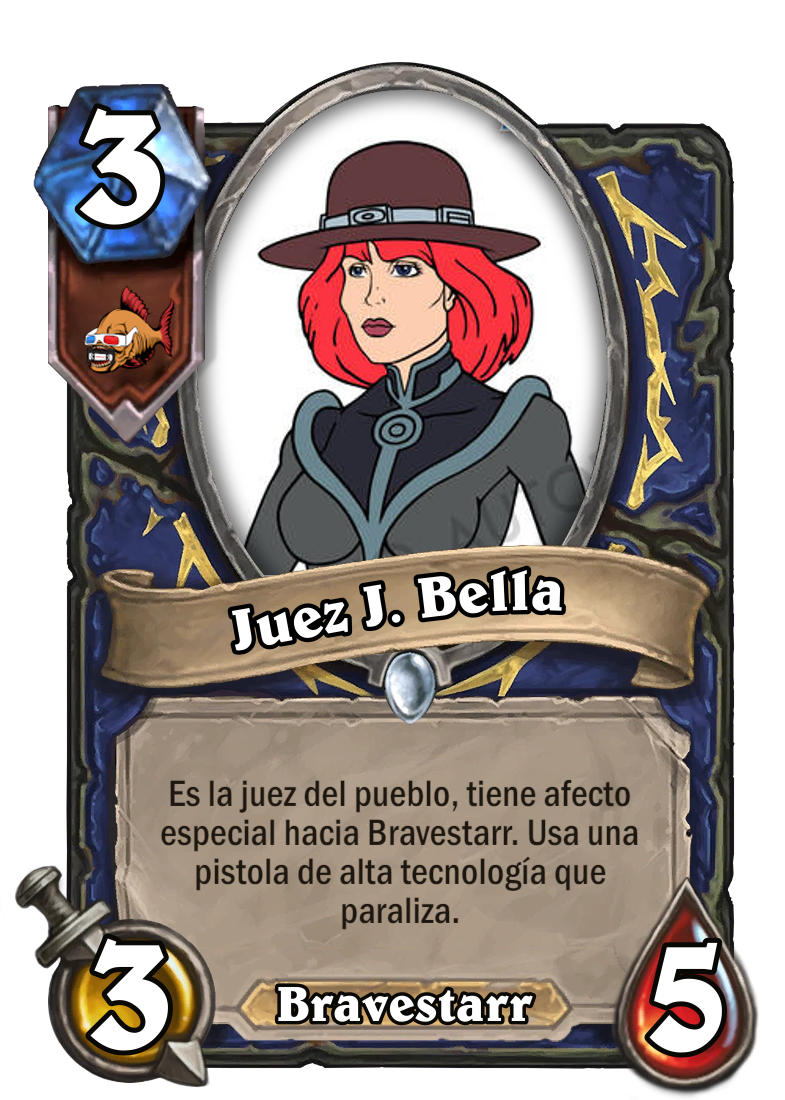 3
Juez J. Bella
Es la juez del pueblo, tiene afecto
especial hacia Bravestarr. Usa una
pistola de alta tecnología que
paraliza.
3
Bravestarr
5